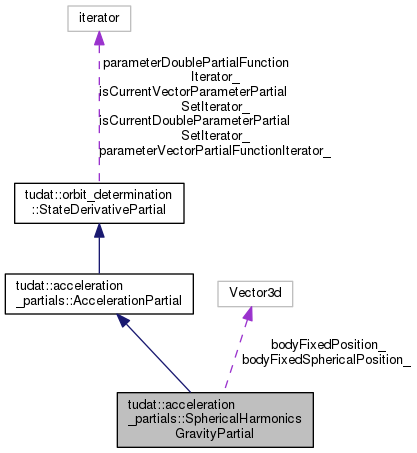 iterator
parameterDoublePartialFunction
Iterator_
isCurrentVectorParameterPartial
SetIterator_
isCurrentDoubleParameterPartial
SetIterator_
parameterVectorPartialFunctionIterator_
tudat::orbit_determination
::StateDerivativePartial
tudat::acceleration
_partials::AccelerationPartial
Vector3d
bodyFixedPosition_
bodyFixedSphericalPosition_
tudat::acceleration
_partials::SphericalHarmonics
GravityPartial